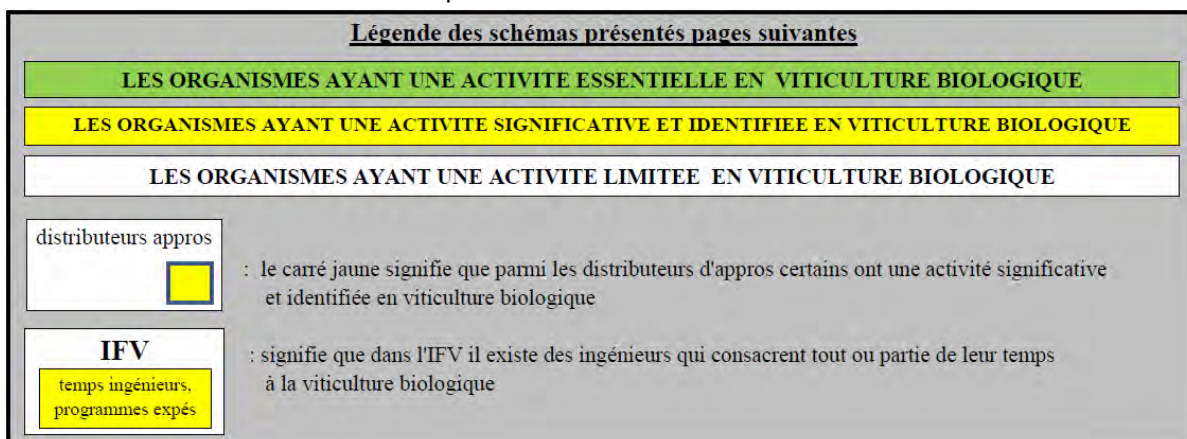 Légende des schémas présentés pages suivantes
LES ORGANISMES AYANT UNE ACTIVITE ESSENTIELLE EN VITICULTURE BIOLOGIQUE
LES ORGANISMES AYANT UNE ACTIVITE SIGNIFICATIVE ET IDENTIFIEE EN VITICULTURE BIOLOGIQUE
LES ORGANISMES AYANT UNE ACTIVITE LIMITEE EN VITICULTURE BIOLOGIQUE
distributeurs appros
: le carré jaune signifie que parmi les distributeurs d'appros certains ont une activité significative
et identifiée en viticulture biologique
IFV
temps ingénieurs,
programmes expés
: signifie que dans l'IFV il existe des ingénieurs qui consacrent tout ou partie de leur temps
à la viticulture biologique